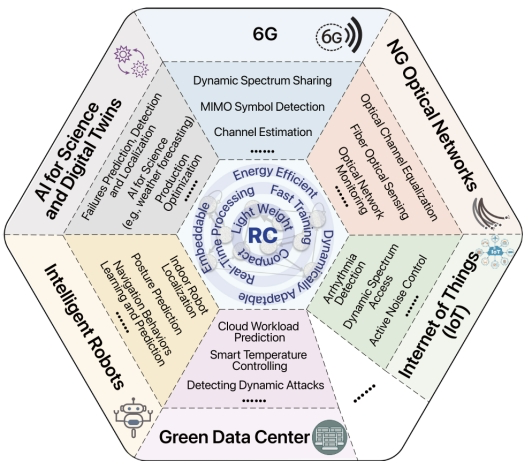 6G
6G
Dynamic Spectrum Sharing
MIMO Symbol Detection
Channel Estimation
......
NG Optical Networks
Optical Channel Equalization
Fiber Optical Sensing
Optical Network
Monitoring
......
Internet of Things
(IoT)
IoT
Arrhythmia
Detection
Dynamic Spectrum
Access
Active Noise Control
......
......
Green Data Center
Cloud Workload
Prediction
Smart Temperature
Controlling
Detecting Dynamic Attacks
......
Intelligent Robots
Indoor Robot
Localization
Posture Prediction
Navigation Behaviors
Learning and Prediction
......
AI for Science
and Digital Twins
Failures Prediction, Detection
and Localization
AI for Science
(e.g., weather forecasting)
Production
Optimization
......
Energy Efficient
Dynamically Adaptable
Embeddable
Fast Training
Real-Time Processing
Light Weight
Compact
RC